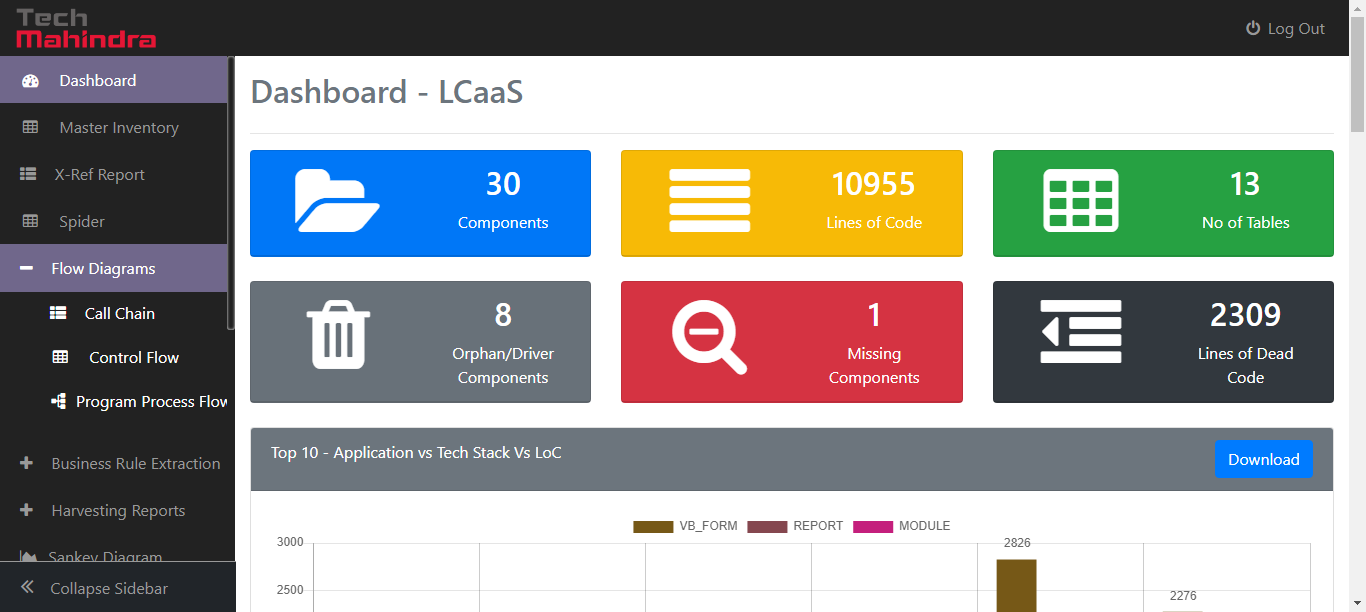 Tech
Mahindra
Log Out
Dashboard
Master Inventory
X-Ref Report
Spider
Flow Diagrams
Call Chain
Control Flow
Program Process Flow
Business Rule Extraction
Harvesting Reports
Sankey Diagram
Collapse Sidebar
Dashboard - LCaaS
30
Components
10955
Lines of Code
13
No of Tables
8
Orphan/Driver
Components
1
Missing
Components
2309
Lines of Dead
Code
Top 10 - Application vs Tech Stack Vs LoC
Download
VB_FORM REPORT MODULE
3000
2826
2500
2276